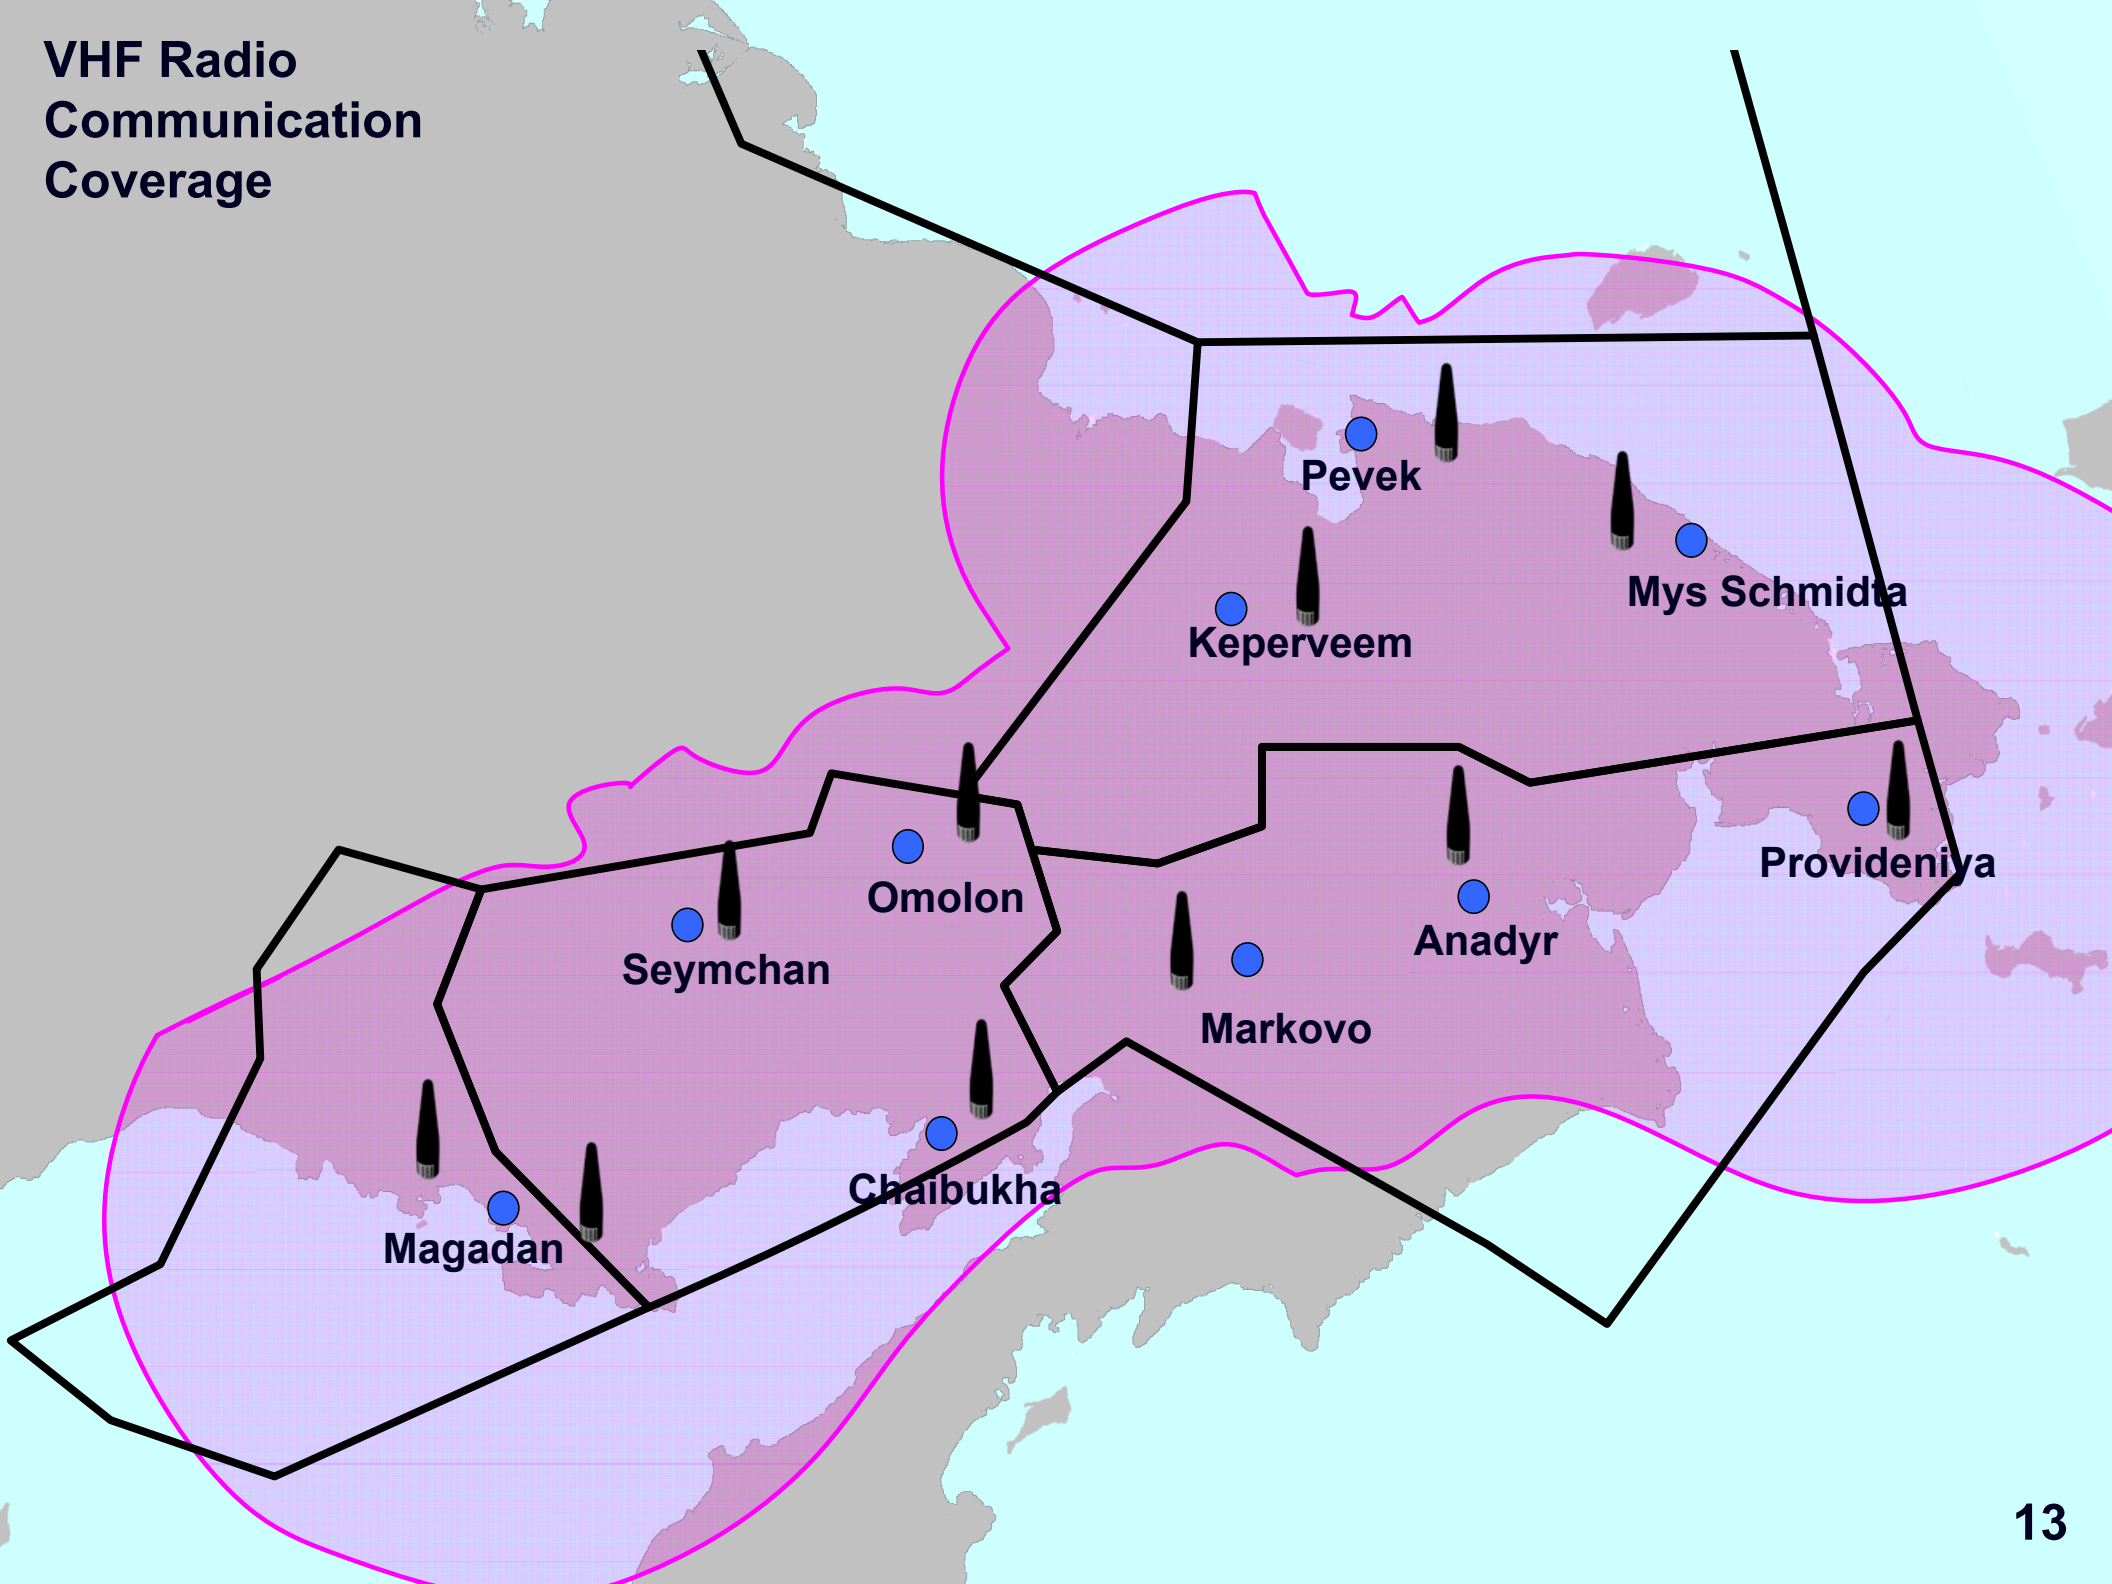 VHF Radio
Communication
Coverage
Pevek
Mys Schmidta
Keperveem
Provideniya
Omolon
Anadyr
Seymchan
Markovo
Chaibukha
Magadan
13